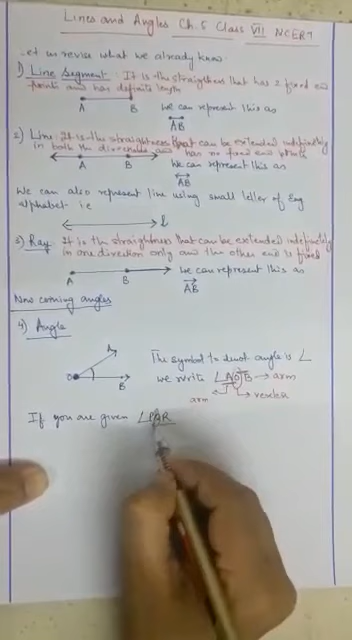 Lines and Angles Ch.5 Class VII NCERT
Let us revise what we already know.
1) Line Segment : It is the straightness that has 2 fixed end
points and has definite length
A B We can represent this as
AB
2) Line: It is the straightness that can be extended indefinitely
in both the directions and has no fixed end points
A B We can represent this as
AB
We can also represent line using small letter of Eng
alphabet i.e
l
3) Ray It is the straightness that can be extended indefinitely
in one direction only and the other end is fixed
A B We can represent this as
AB
Now coming angles
4) Angle
A
O B
The symbol to denot angle is ∠
We write ∠AOB → arm
arm vertex
If you are given ∠PQR